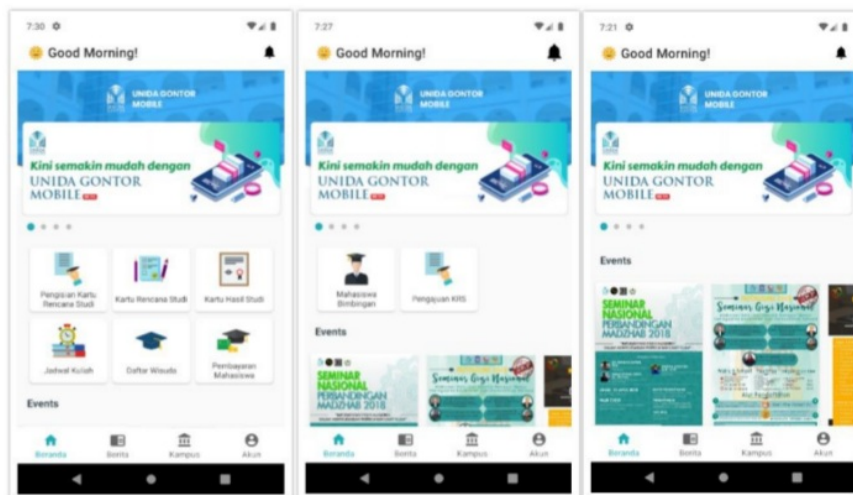 7:30
Good Morning!
UNIDA GONTOR
MOBILE
Kini semakin mudah dengan
UNIDA GONTOR
MOBILE
Pengisian Kartu
Rencana Studi
Kartu Rencana Studi
Kartu Hasil Studi
Jadwal Kuliah
Daftar Wisuda
Pembayaran
Mahasiswa
Events
Beranda
Berita
Kampus
Akun
7:27
Good Morning!
UNIDA GONTOR
MOBILE
Kini semakin mudah dengan
UNIDA GONTOR
MOBILE
Mahasiswa
Bimbingan
Pengajuan KRS
Events
SEMINAR
NASIONAL
PERBANDINGAN
MADZHAB 2018
Seminar Gizi Nasional
Beranda
Berita
Kampus
Akun
7:21
Good Morning!
UNIDA GONTOR
MOBILE
Kini semakin mudah dengan
UNIDA GONTOR
MOBILE
Events
SEMINAR
NASIONAL
PERBANDINGAN
MADZHAB 2018
Seminar Gizi Nasional
Beranda
Berita
Kampus
Akun